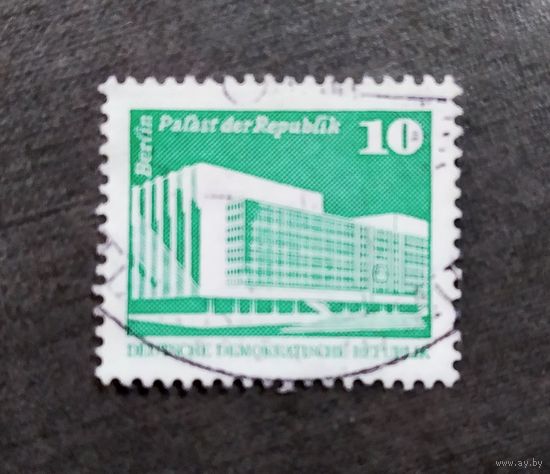 Berlin
Palast der Republik
10
DEUTSCHE DEMOKRATISCHE REPUBLIK
www.ay.by